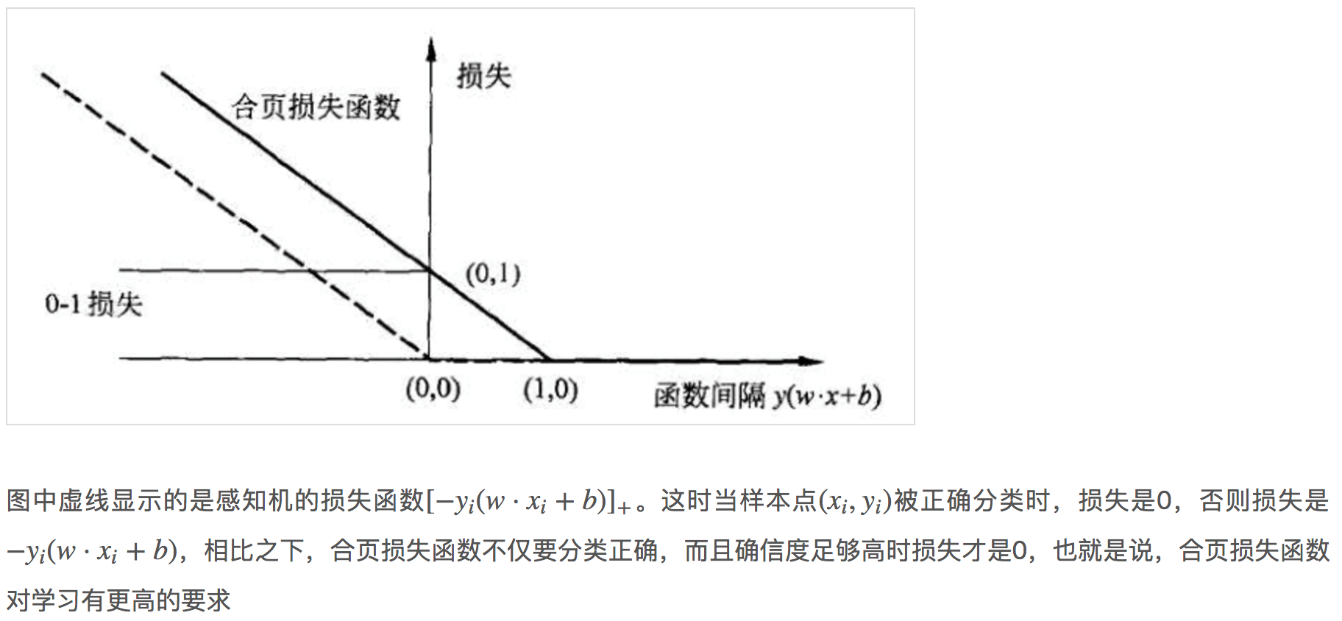 损失
合页损失函数
(0,1)
0-1 损失
(0,0)
(1,0)
函数间隔 y(w·x+b)
图中虚线显示的是感知机的损失函数[−yᵢ(w · xᵢ + b)]₊。这时当样本点(xᵢ, yᵢ)被正确分类时，损失是0，否则损失是
−yᵢ(w · xᵢ + b)，相比之下，合页损失函数不仅要分类正确，而且确信度足够高时损失才是0，也就是说，合页损失函数
对学习有更高的要求